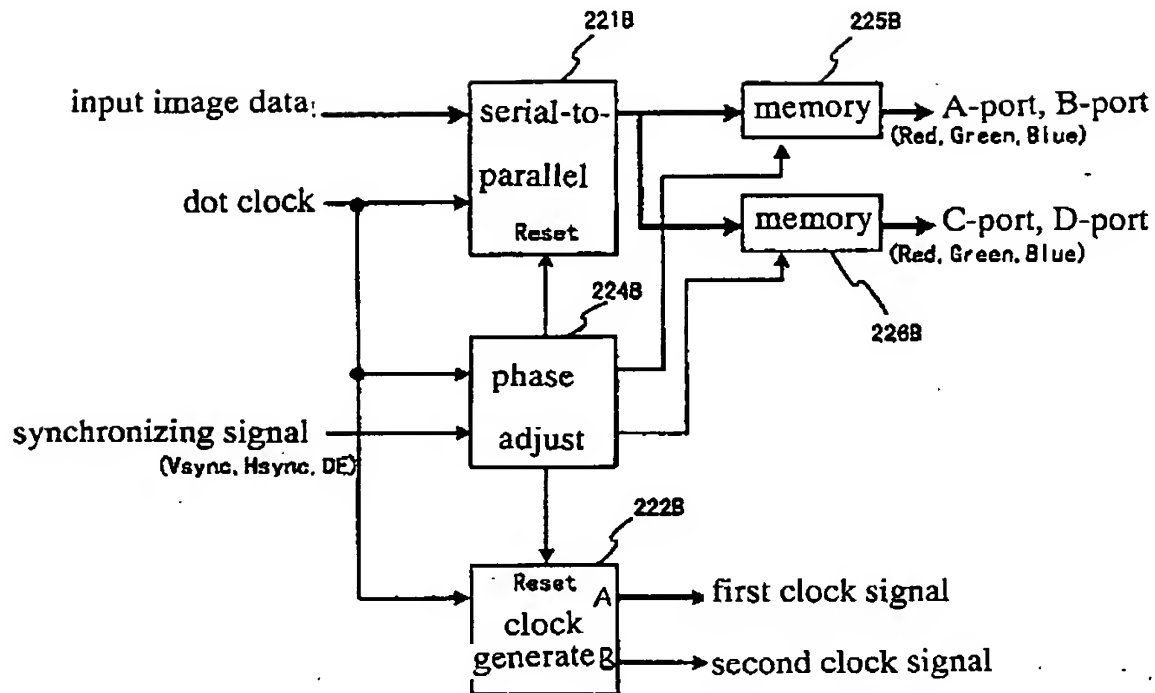 221B
225B
input image data:
serial-to-
parallel
Reset
memory
A-port, B-port
(Red, Green, Blue)
dot clock
memory
C-port, D-port
(Red, Green, Blue)
224B
226B
phase
adjust
synchronizing signal
(Vsync, Hsync, DE)
222B
Reset
A
clock
generate B
first clock signal
second clock signal